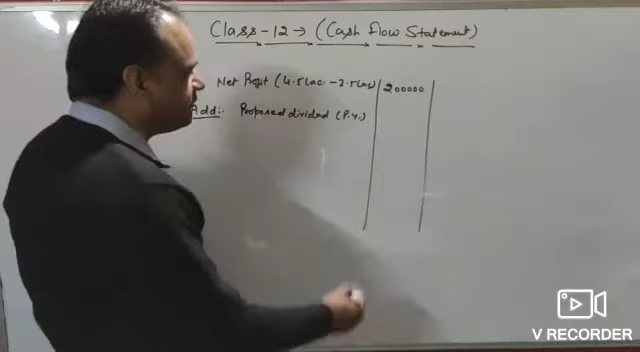 Class-12 → (Cash Flow Statement)
Net Profit (4.5 Lac - 2.5 Lac) 200000
Add:- Proposed dividend (P.Y.)
V RECORDER